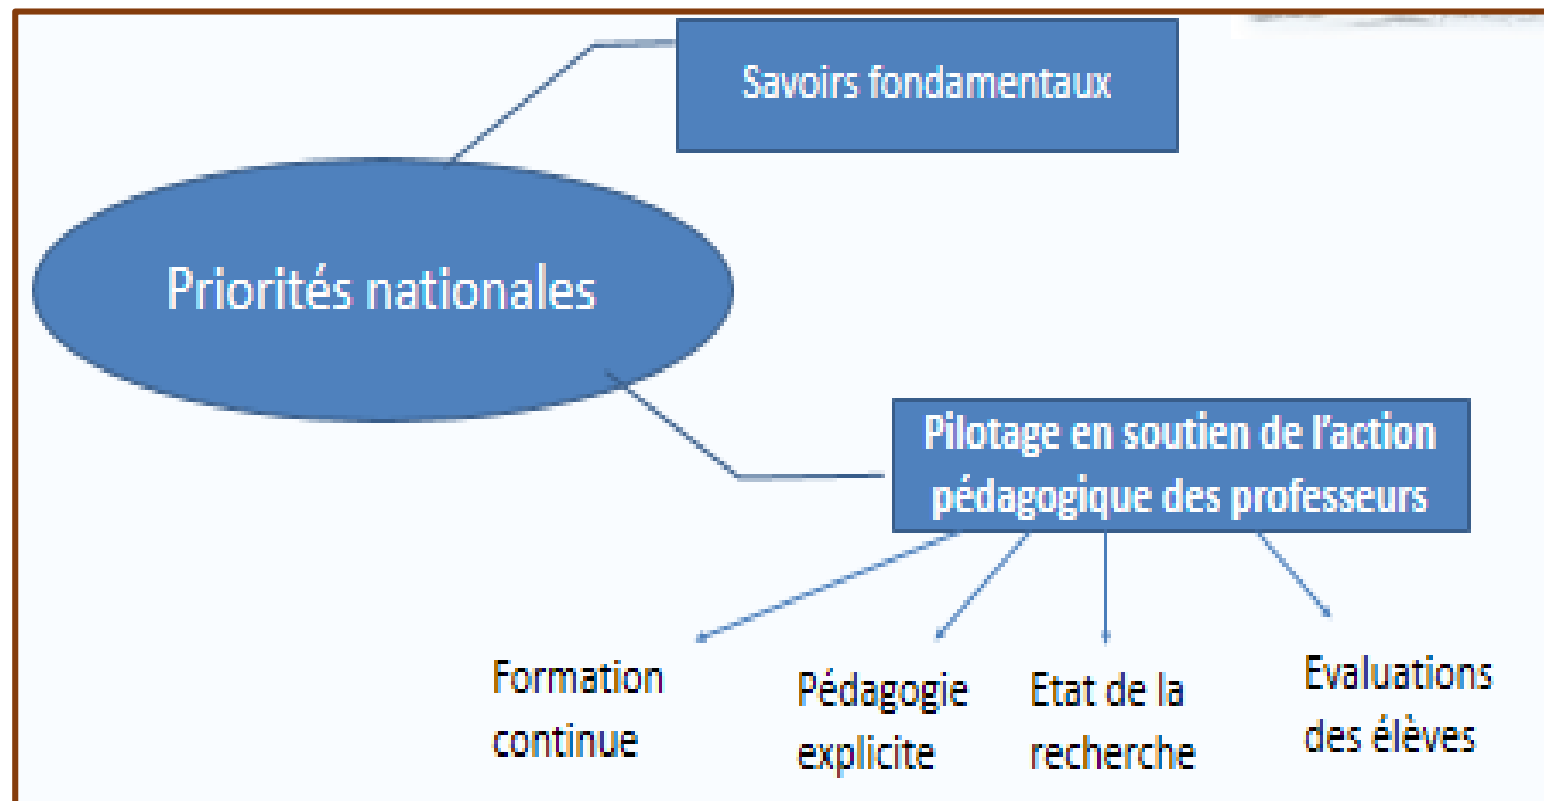 Savoirs fondamentaux
Priorités nationales
Pilotage en soutien de l'action
pédagogique des professeurs
Formation
continue
Pédagogie
explicite
Etat de la
recherche
Evaluations
des élèves